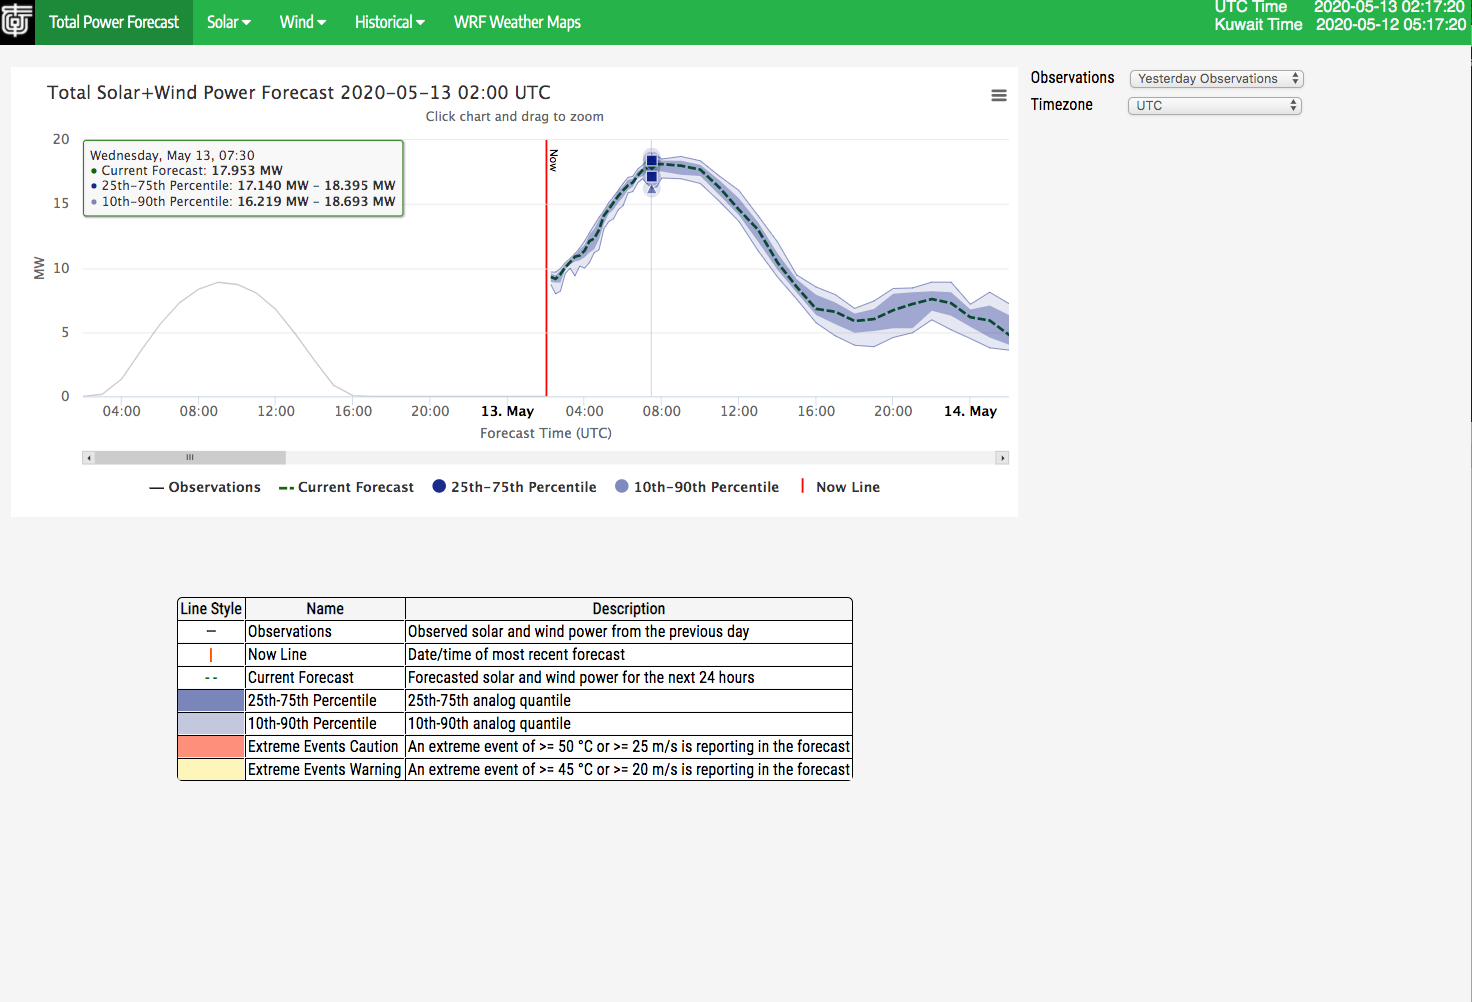 Total Power Forecast Solar Wind Historical WRF Weather Maps
UTC Time 2020-05-13 02:17:20
Kuwait Time 2020-05-12 05:17:20
Observations Yesterday Observations
Timezone UTC
Total Solar+Wind Power Forecast 2020-05-13 02:00 UTC
Click chart and drag to zoom
MW
20
15
10
5
0
Wednesday, May 13, 07:30
Current Forecast: 17.953 MW
25th-75th Percentile: 17.140 MW - 18.395 MW
10th-90th Percentile: 16.219 MW - 18.693 MW
Now
04:00 08:00 12:00 16:00 20:00 13. May 04:00 08:00 12:00 16:00 20:00 14. May
Forecast Time (UTC)
Observations Current Forecast 25th-75th Percentile 10th-90th Percentile Now Line
Line Style Name Description
Observations Observed solar and wind power from the previous day
Now Line Date/time of most recent forecast
Current Forecast Forecasted solar and wind power for the next 24 hours
25th-75th Percentile 25th-75th analog quantile
10th-90th Percentile 10th-90th analog quantile
Extreme Events Caution An extreme event of >= 50 °C or >= 25 m/s is reporting in the forecast
Extreme Events Warning An extreme event of >= 45 °C or >= 20 m/s is reporting in the forecast